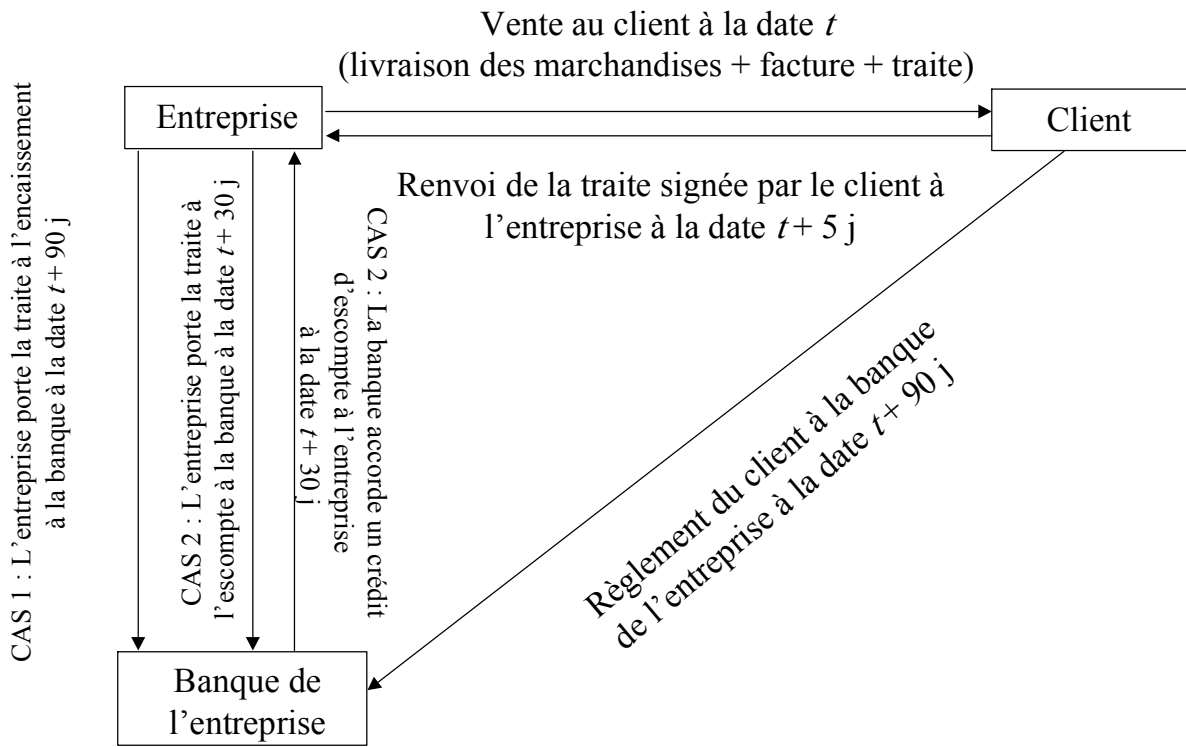 Vente au client à la date t
(livraison des marchandises + facture + traite)
Entreprise
Client
Renvoi de la traite signée par le client à
l’entreprise à la date t + 5 j
CAS 1 : L’entreprise porte la traite à l’encaissement
à la banque à la date t + 90 j
CAS 2 : L’entreprise porte la traite à
l’escompte à la banque à la date t + 30 j
CAS 2 : La banque accorde un crédit
d’escompte à l’entreprise
à la date t + 30 j
Règlement du client à la banque
de l’entreprise à la date t + 90 j
Banque de
l’entreprise